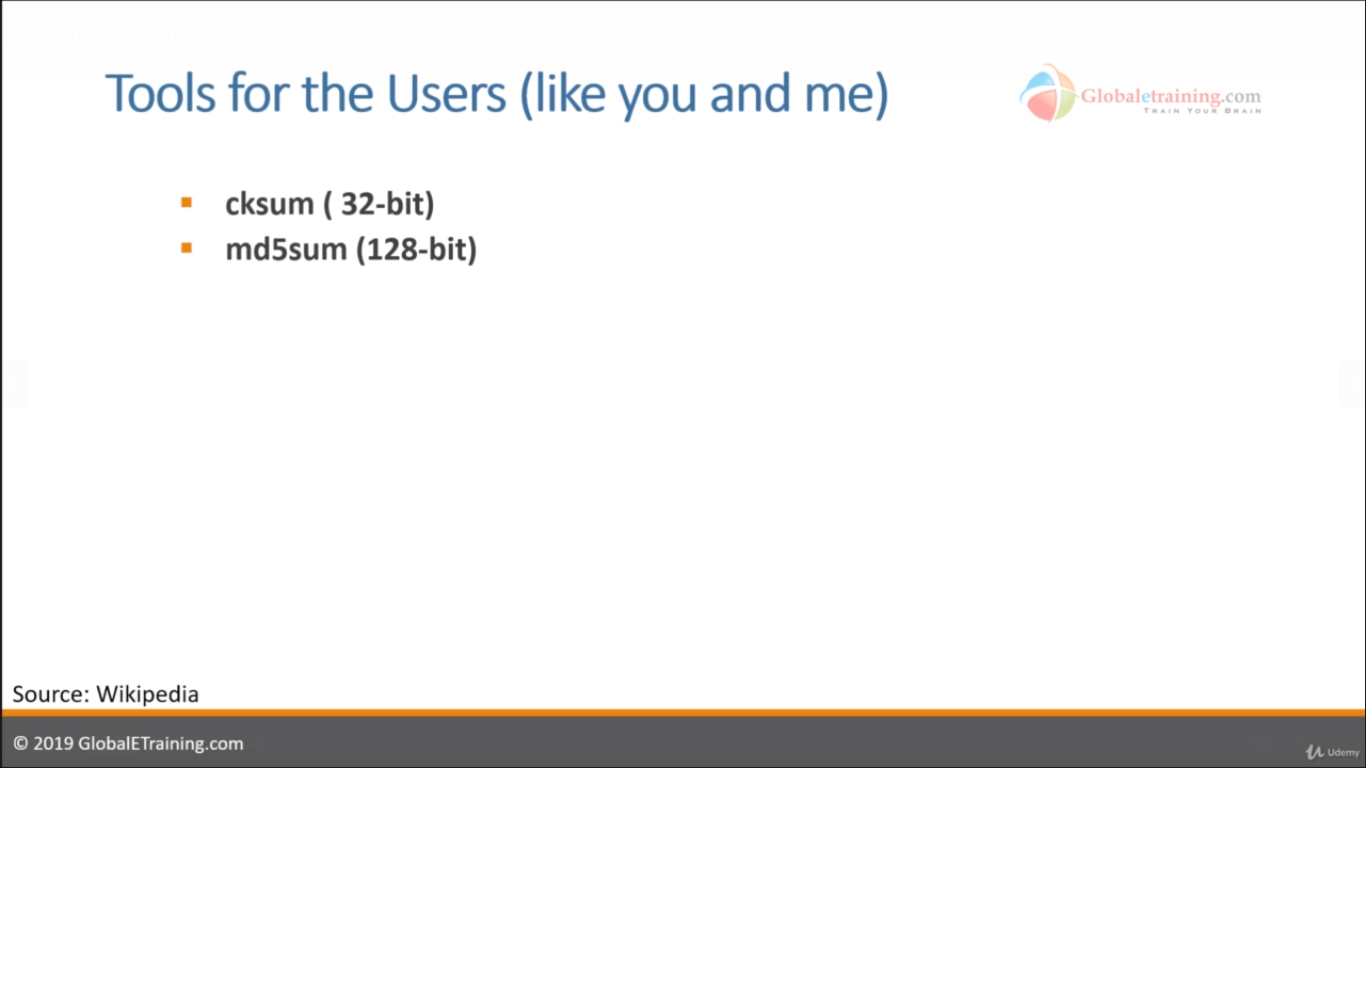 Tools for the Users (like you and me)
Globaletraining.com
TRAIN YOUR BRAIN
cksum ( 32-bit)
md5sum (128-bit)
Source: Wikipedia
© 2019 GlobalETraining.com
Udemy